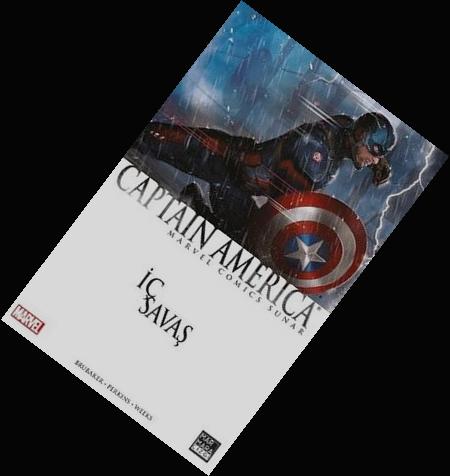 CAPTAIN AMERICA
MARVEL COMICS SUNAR
İÇ
SAVAŞ
MARVEL
BRUBAKER • PERKINS • WEEKS